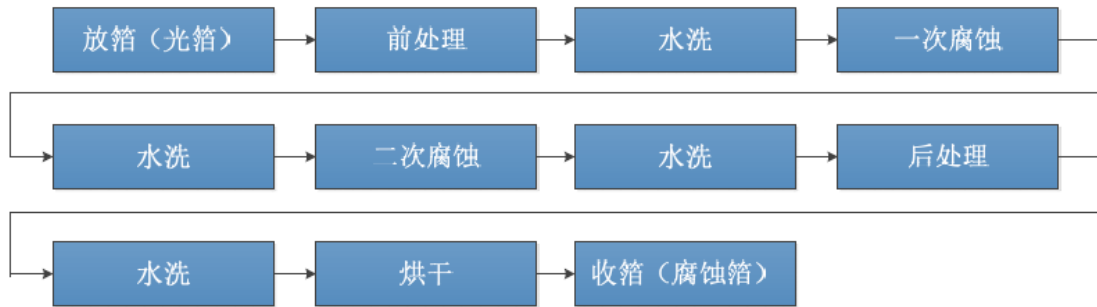 放箔（光箔）
前处理
水洗
一次腐蚀
水洗
二次腐蚀
水洗
后处理
水洗
烘干
收箔（腐蚀箔）